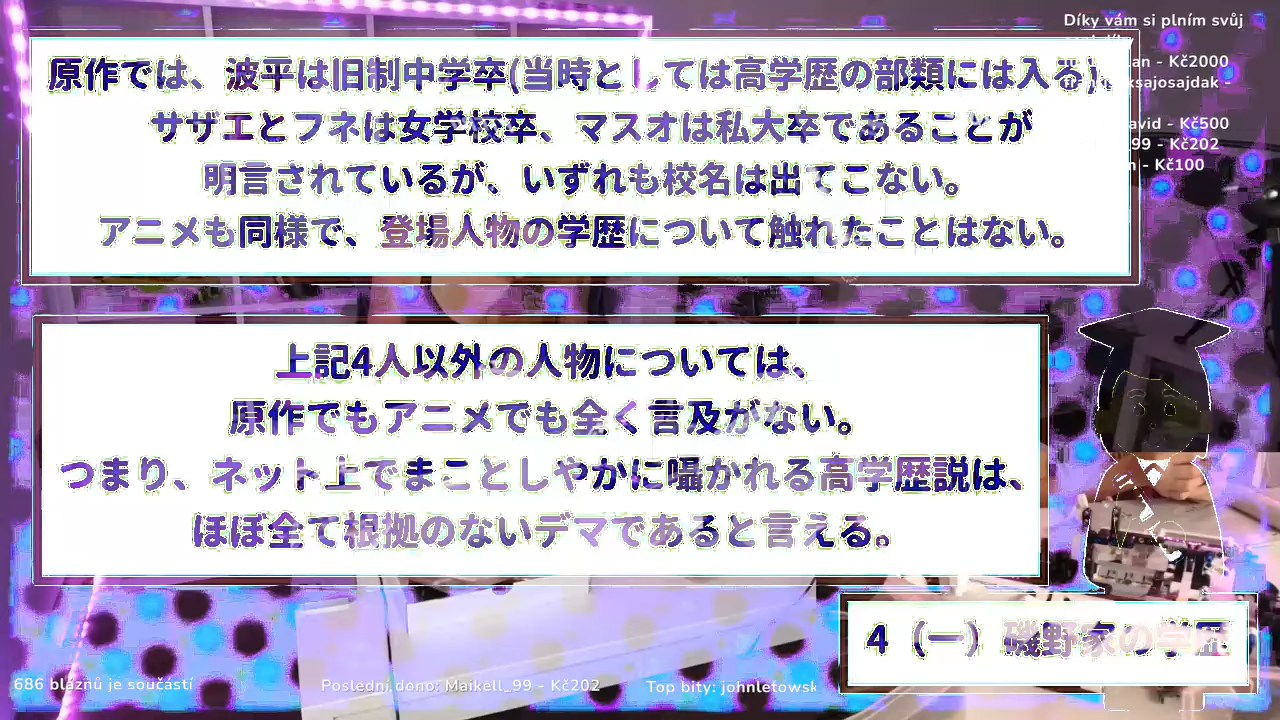 Díky vám si plním svůj
原作では、波平は旧制中学卒(当時としては高学歴の部類には入る)、
サザエとフネは女学校卒、マスオは私大卒であることが
明言されているが、いずれも校名は出てこない。
アニメも同様で、登場人物の学歴について触れたことはない。
- Kč2000
ksajosajdak -
avid - Kč500
99 - Kč202
- Kč100
上記4人以外の人物については、
原作でもアニメでも全く言及がない。
つまり、ネット上でまことしやかに囁かれる高学歴説は、
ほぼ全て根拠のないデマであると言える。
4（一）磯野家の学歴
686 bláznů je součástí
Poslední dono: Maikell_99 - Kč202
Top bity: johnletowsk